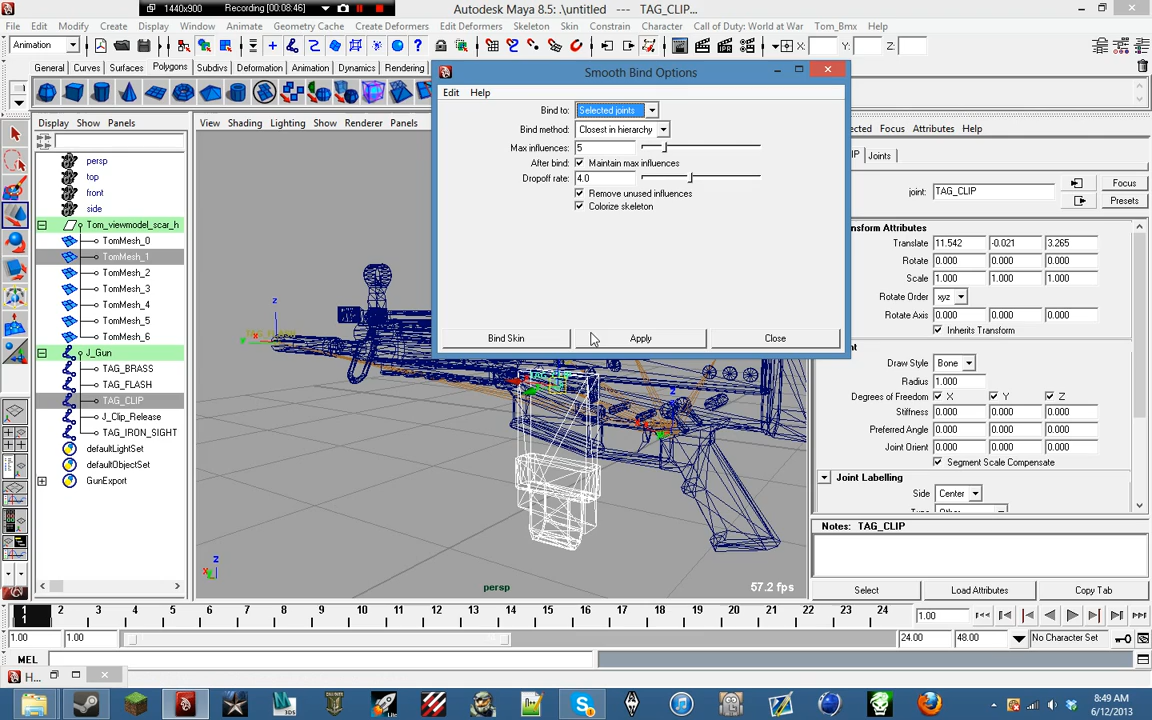 1440x900 Recording [00:08:46]
Autodesk Maya 8.5: .\untitled --- TAG_CLIP...
File Edit Modify Create Display Window Animate Geometry Cache Create Deformers Edit Deformers Skeleton Skin Constrain Character Call of Duty: World at War Tom_Bmx Help
Animation X: Y: Z:
General Curves Surfaces Polygons Subdivs Deformation Animation Dynamics Rendering
Smooth Bind Options
Edit Help
Bind to: Selected joints
Bind method: Closest in hierarchy
Max influences: 5
After bind: Maintain max influences
Dropoff rate: 4.0
Remove unused influences
Colorize skeleton
Bind Skin Apply Close
Display Show Panels
View Shading Lighting Show Renderer Panels
persp
top
front
side
Tom_viewmodel_scar_h
TomMesh_0
TomMesh_1
TomMesh_2
TomMesh_3
TomMesh_4
TomMesh_5
TomMesh_6
J_Gun
TAG_BRASS
TAG_FLASH
TAG_CLIP
J_Clip_Release
TAG_IRON_SIGHT
defaultLightSet
defaultObjectSet
GunExport
z
x
y
TAG_FLASH
z
z
x
persp
57.2 fps
Focus Attributes Help
Joints
joint: TAG_CLIP
Focus
Presets
Translate 11.542 -0.021 3.265
Rotate 0.000 0.000 0.000
Scale 1.000 1.000 1.000
Rotate Order xyz
Rotate Axis 0.000 0.000 0.000
Inherits Transform
Draw Style Bone
Radius 1.000
Degrees of Freedom X Y Z
Stiffness 0.000 0.000 0.000
Preferred Angle 0.000 0.000 0.000
Joint Orient 0.000 0.000 0.000
Segment Scale Compensate
Joint Labelling
Side Center
Notes: TAG_CLIP
Select Load Attributes Copy Tab
1 2 3 4 5 6 7 8 9 10 11 12 13 14 15 16 17 18 19 20 21 22 23 24
1
1.00
1.00 1.00 24.00 48.00 No Character Set
MEL
H...
8:49 AM
6/12/2013